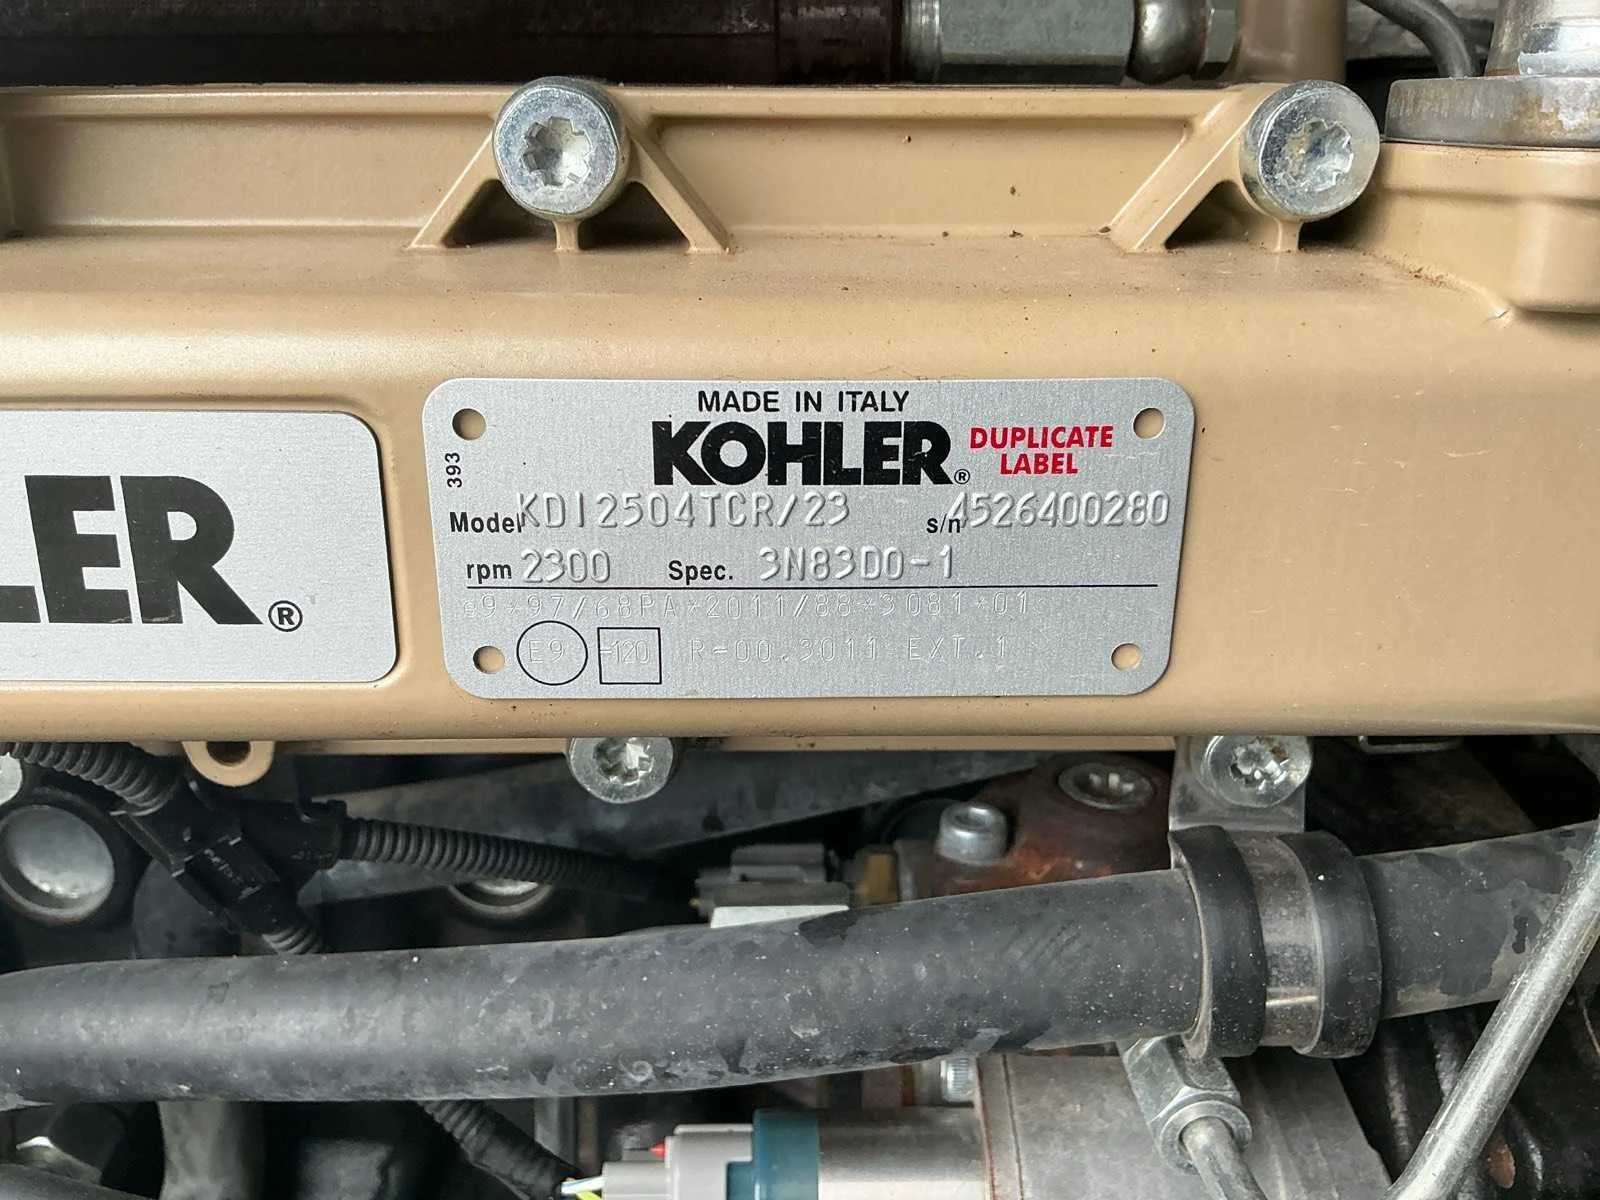 MADE IN ITALY
KOHLER® DUPLICATE LABEL
393
Model KDI2504TCR/23 s/n 4526400280
rpm 2300 Spec. 3N83D0-1
e9*97/68PA*2011/88*3081*01
E9 120 R-00.3011 EXT.1
LER®